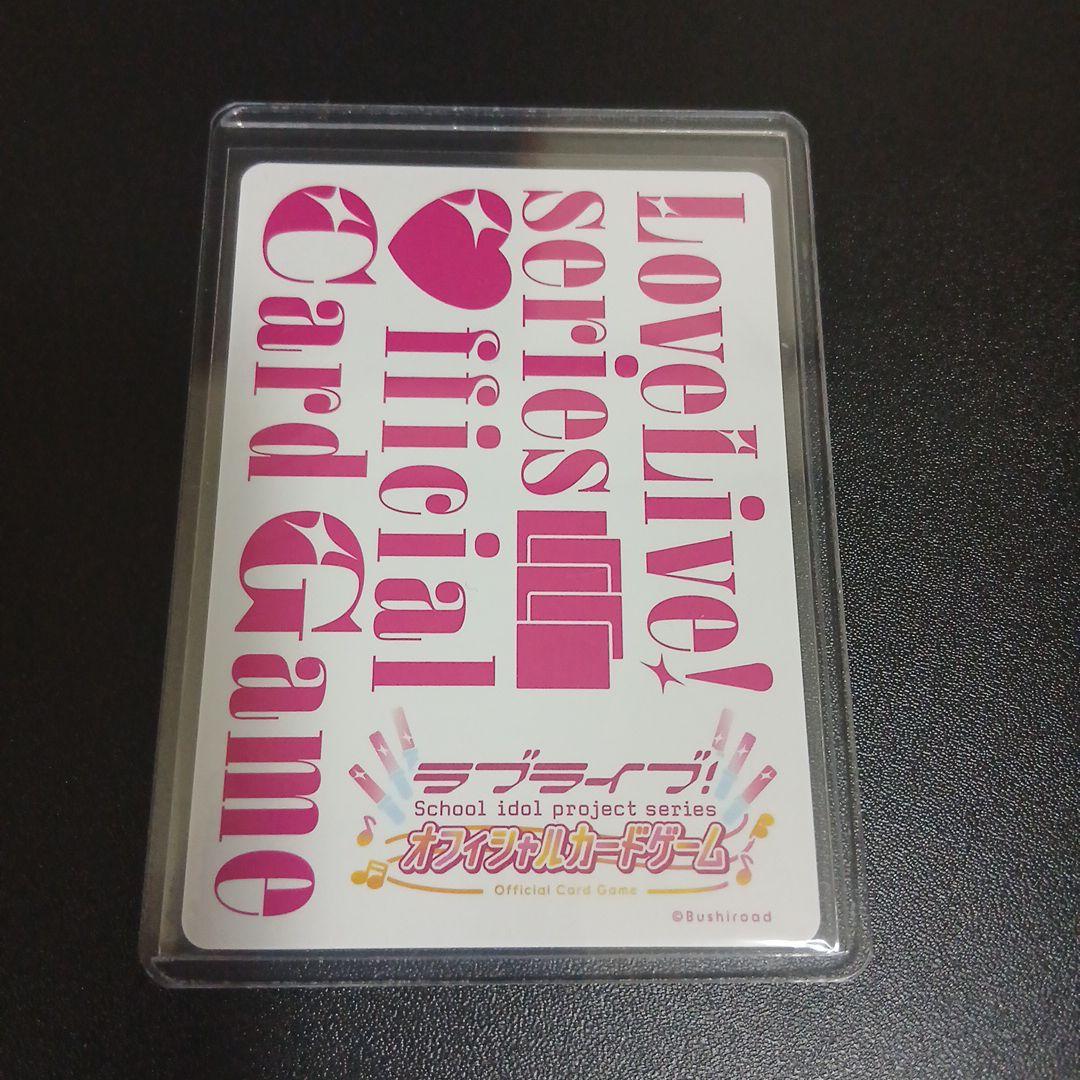 LoveLive!
series
Official
Card Game
ラブライブ!
School idol project series
オフィシャルカードゲーム
Official Card Game
©Bushiroad